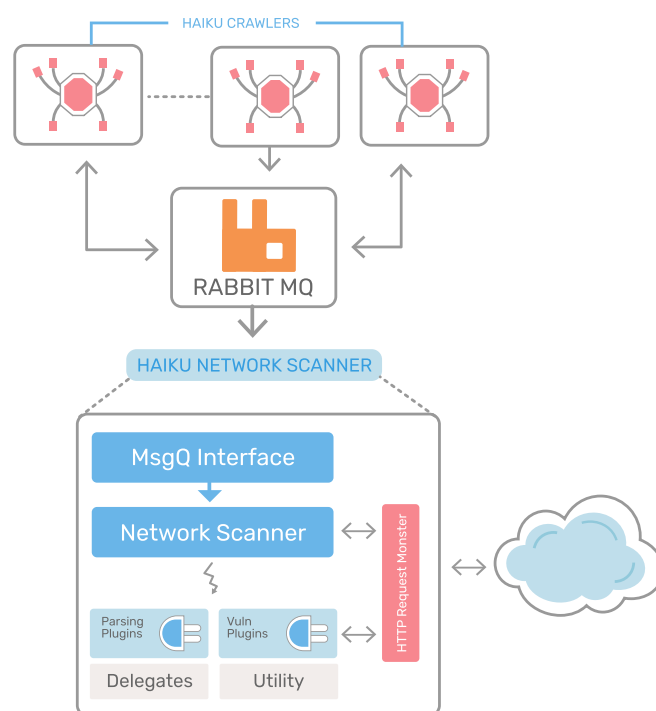 HAIKU CRAWLERS
RABBIT MQ
HAIKU NETWORK SCANNER
MsgQ Interface
Network Scanner
HTTP Request Monster
Parsing
Plugins
Vuln
Plugins
Delegates
Utility